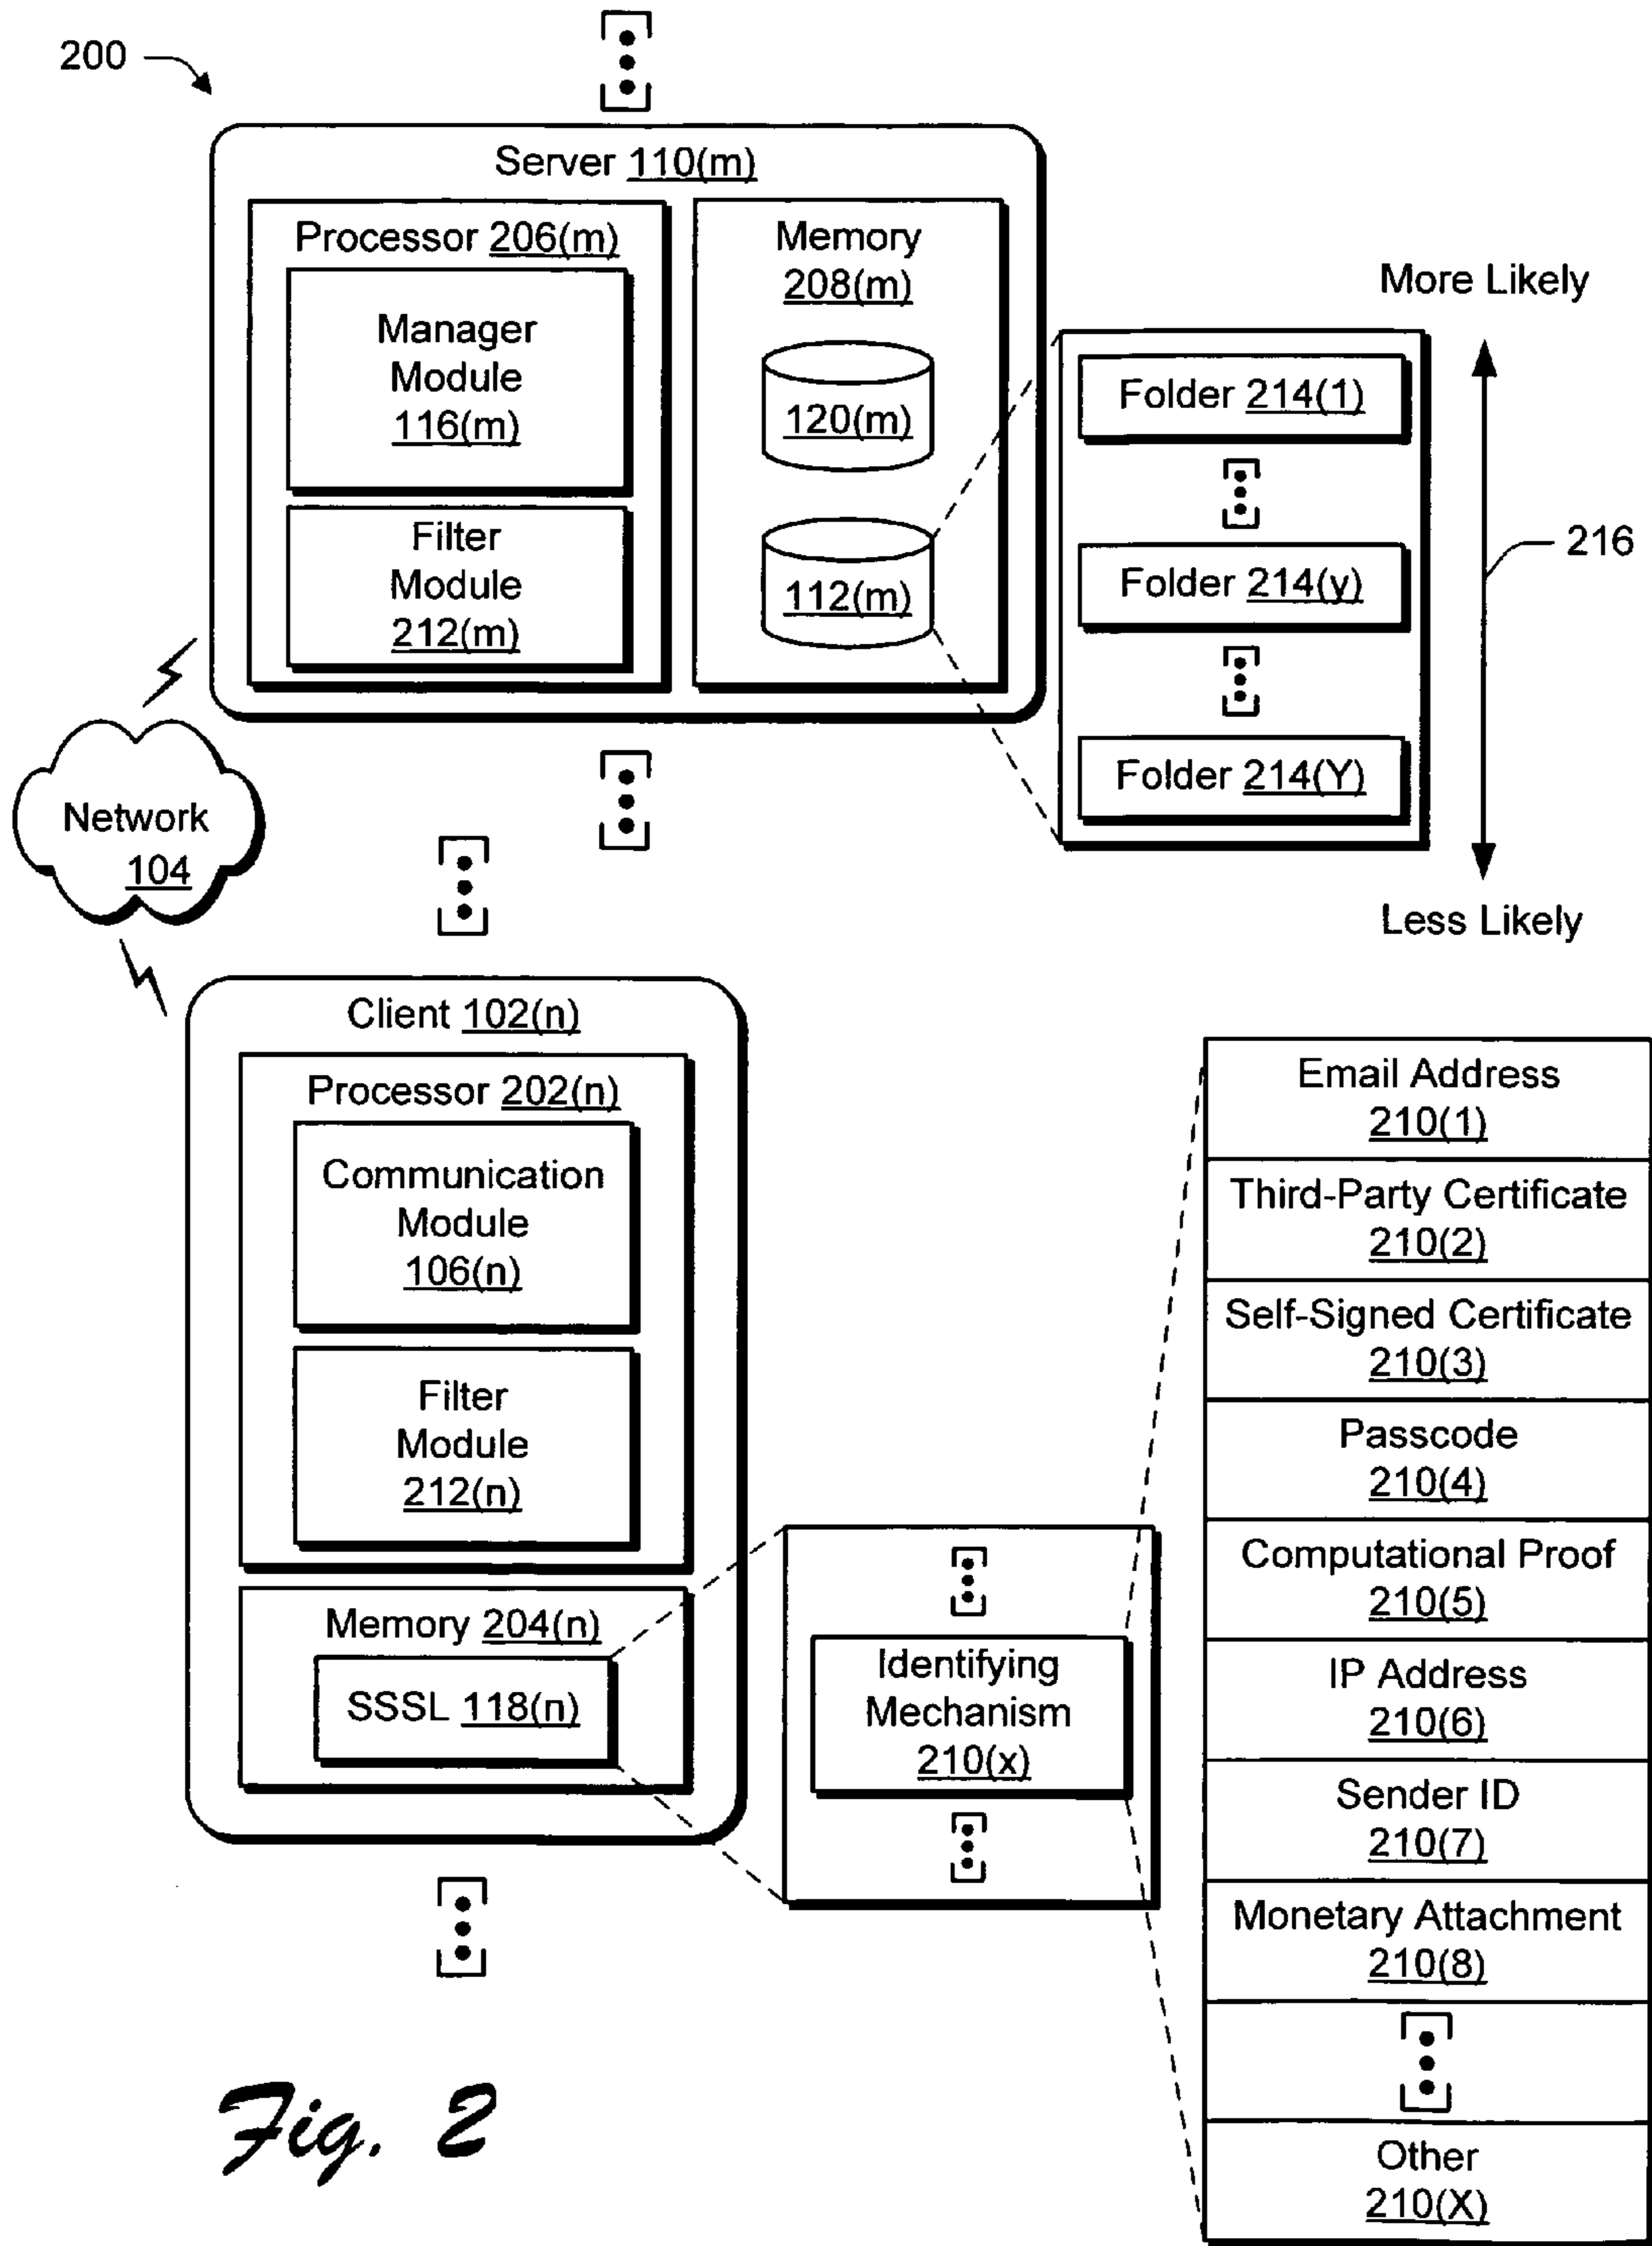 200
Server 110(m)
Processor 206(m)
Manager
Module
116(m)
Filter
Module
212(m)
Memory
208(m)
120(m)
112(m)
More Likely
Folder 214(1)
Folder 214(y)
Folder 214(Y)
216
Less Likely
Network
104
Client 102(n)
Processor 202(n)
Communication
Module
106(n)
Filter
Module
212(n)
Memory 204(n)
SSSL 118(n)
Identifying
Mechanism
210(x)
Email Address
210(1)
Third-Party Certificate
210(2)
Self-Signed Certificate
210(3)
Passcode
210(4)
Computational Proof
210(5)
IP Address
210(6)
Sender ID
210(7)
Monetary Attachment
210(8)
Other
210(X)
Fig. 2